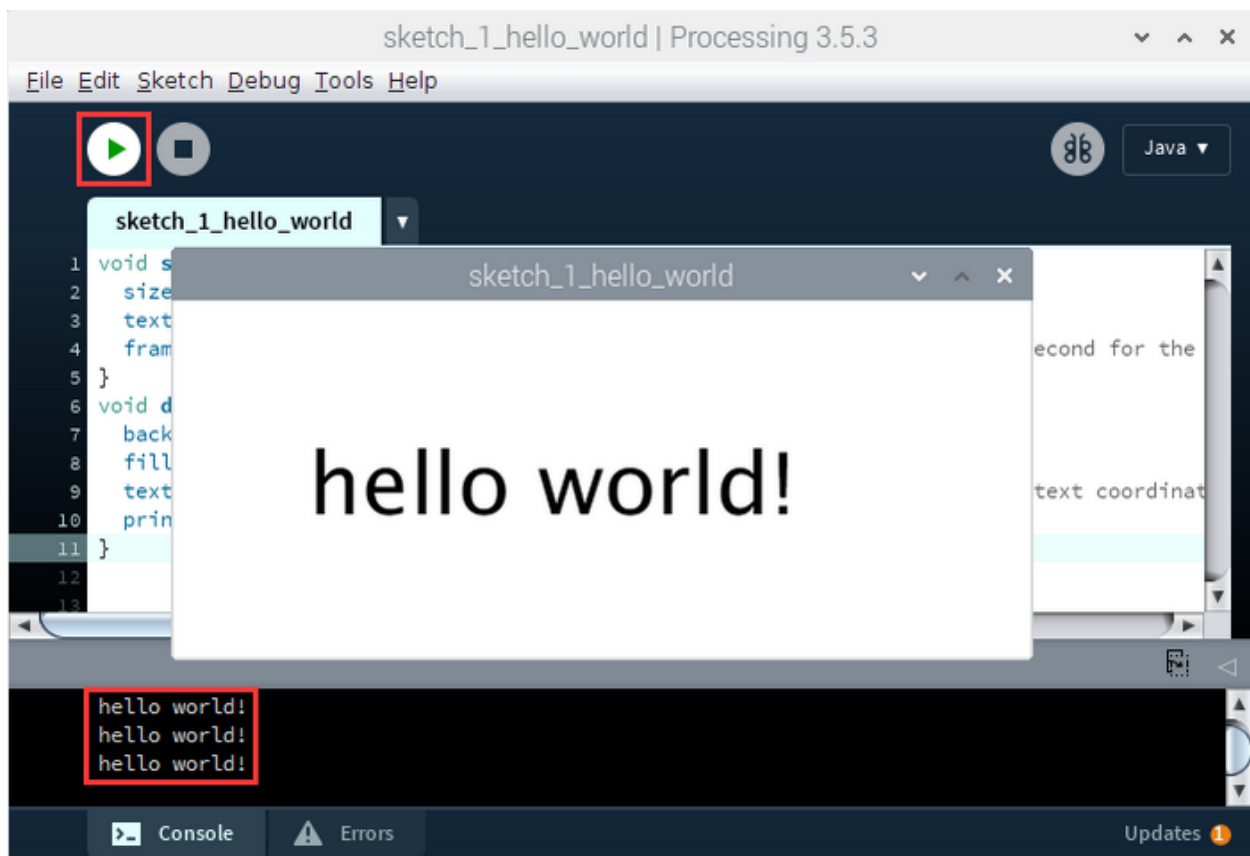 sketch_1_hello_world | Processing 3.5.3
File Edit Sketch Debug Tools Help
Java
sketch_1_hello_world
sketch_1_hello_world
1 void s
2 size
3 text
4 fram econd for the
5 }
6 void d
7 back
8 fill
9 text text coordinat
10 prin
11 }
12
13
hello world!
hello world!
hello world!
hello world!
Console Errors Updates 1